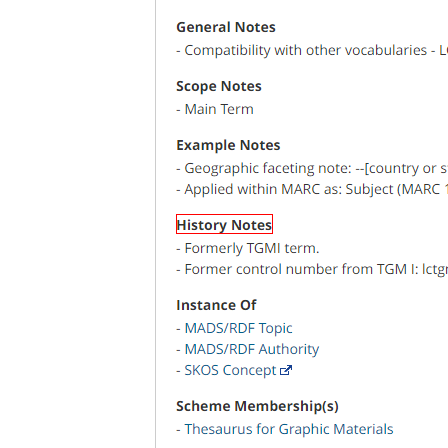 General Notes
- Compatibility with other vocabularies -
Scope Notes
- Main Term
Example Notes
- Geographic faceting note: --[country or
- Applied within MARC as: Subject (MARC
History Notes
- Formerly TGMI term.
- Former control number from TGM I:
Instance Of
- MADS/RDF Topic
- MADS/RDF Authority
- SKOS Concept
Scheme Membership(s)
- Thesaurus for Graphic Materials